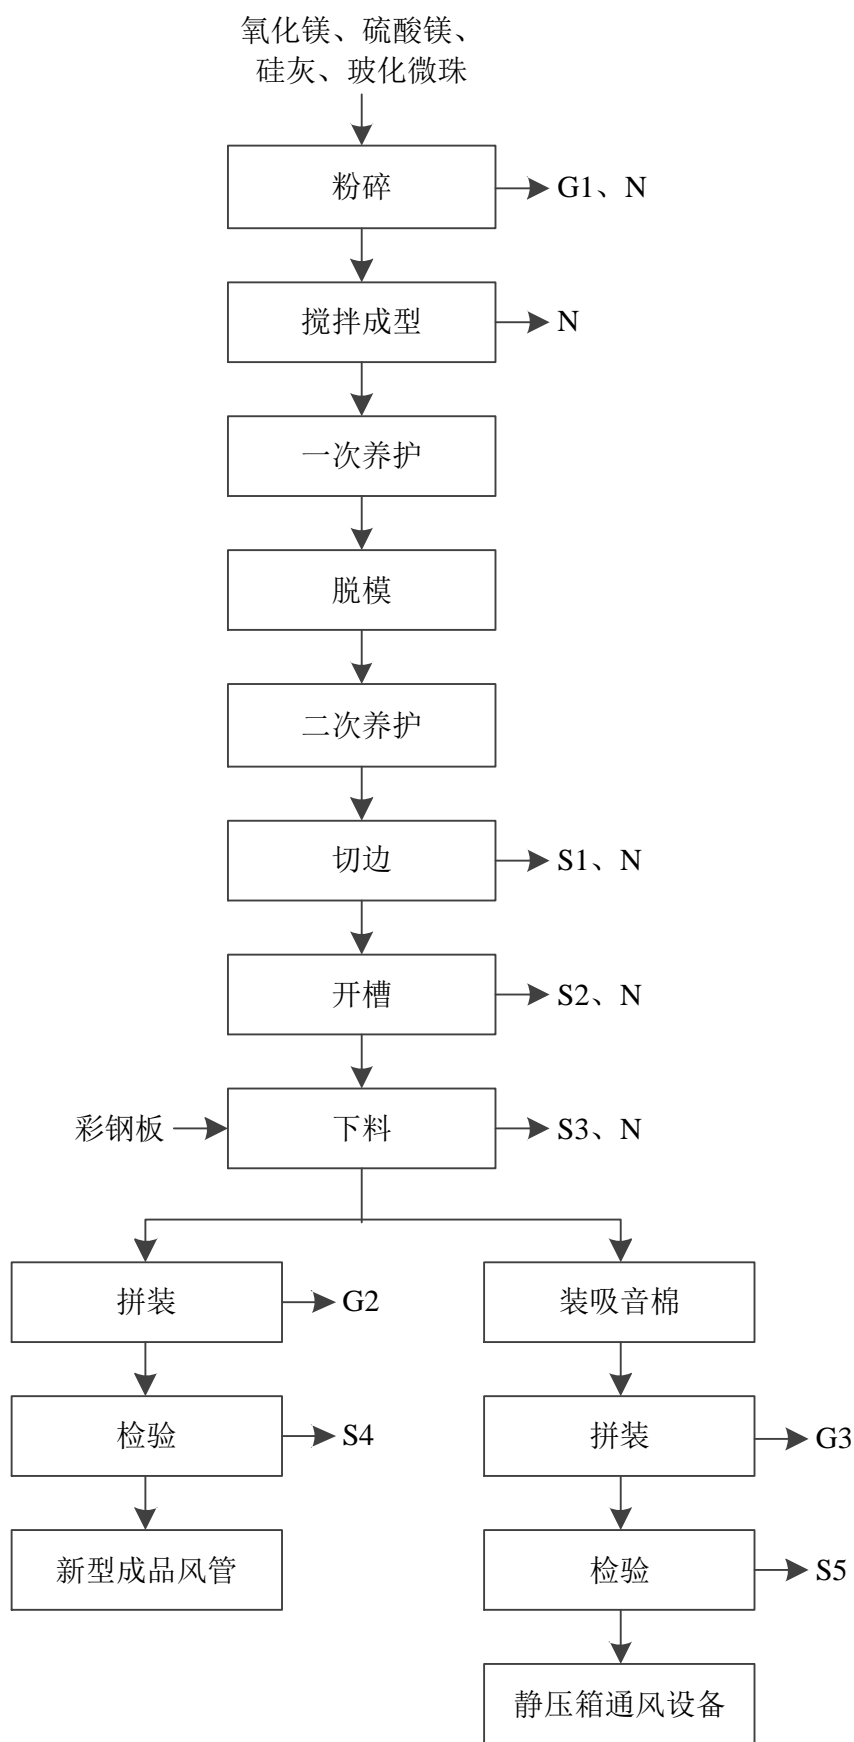 氧化镁、硫酸镁、
硅灰、玻化微珠
粉碎
G1、N
搅拌成型
N
一次养护
脱模
二次养护
切边
S1、N
开槽
S2、N
彩钢板
下料
S3、N
拼装
G2
装吸音棉
检验
S4
拼装
G3
新型成品风管
检验
S5
静压箱通风设备